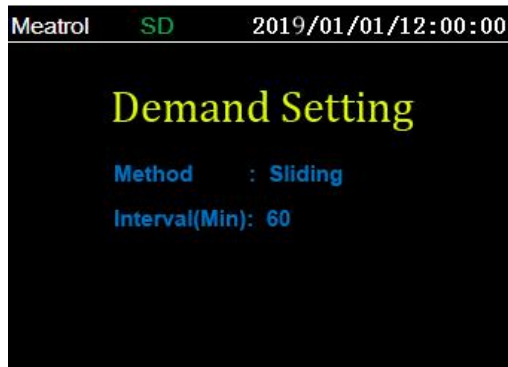 Meatrol SD 2019/01/01/12:00:00
Demand Setting
Method : Sliding
Interval(Min): 60